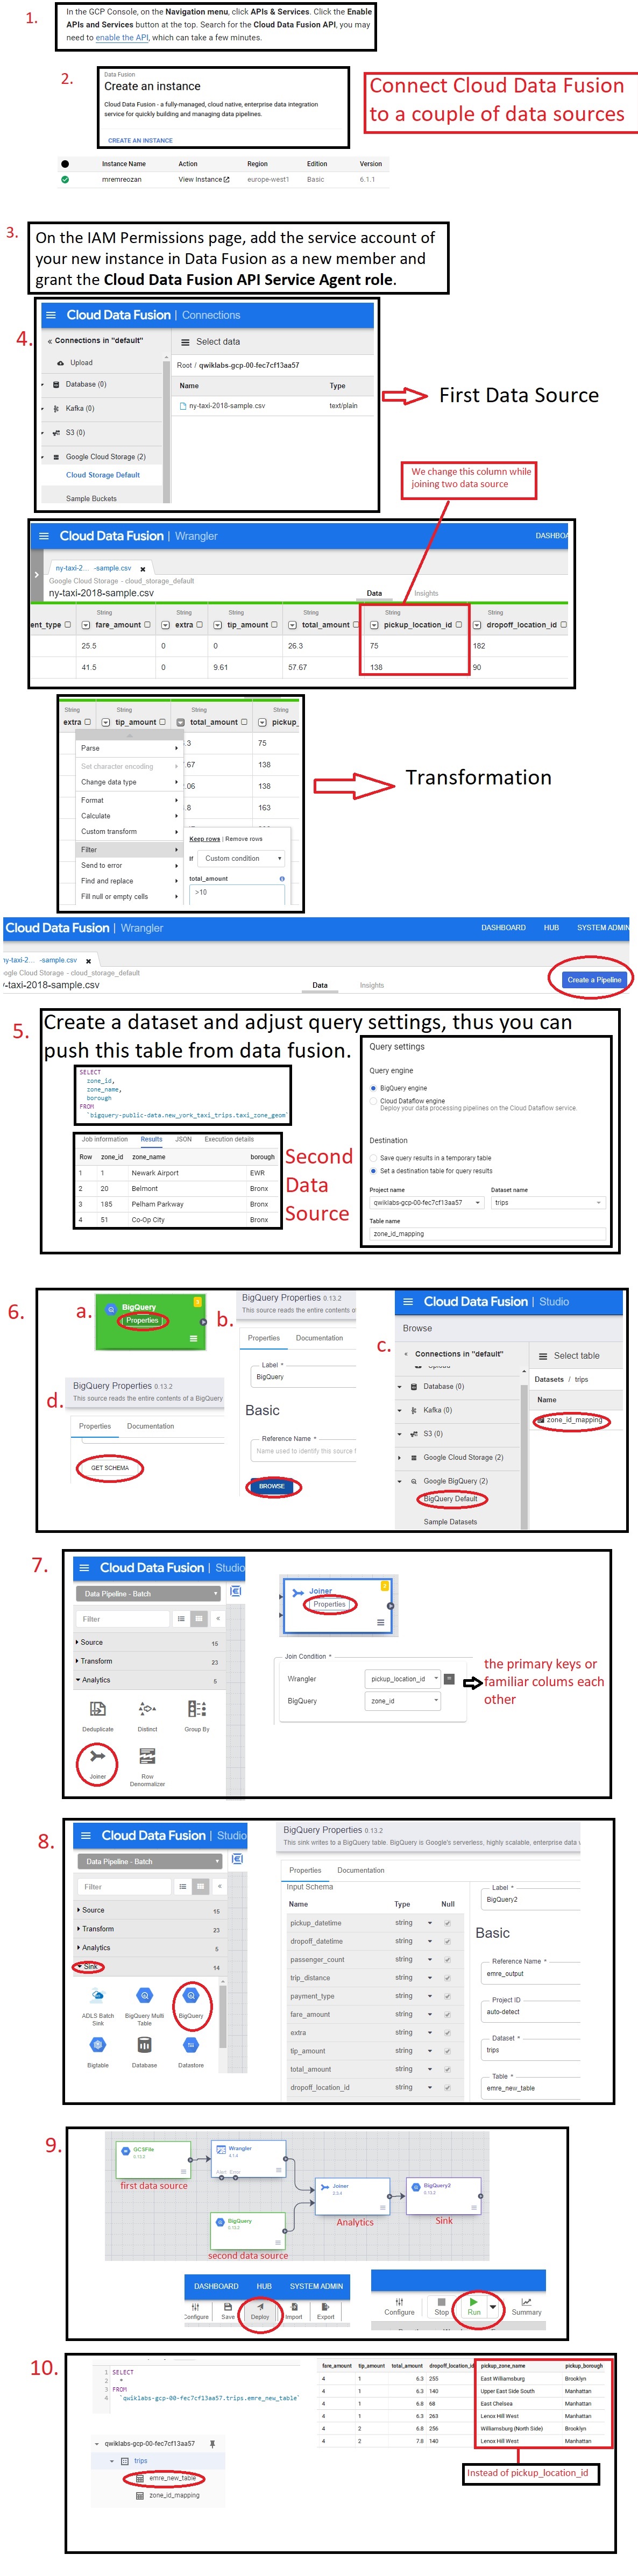 1.
In the GCP Console, on the Navigation menu, click APIs & Services. Click the Enable
APIs and Services button at the top. Search for the Cloud Data Fusion API, you may
need to enable the API, which can take a few minutes.
2.
Data Fusion
Create an instance
Cloud Data Fusion - a fully-managed, cloud native, enterprise data integration
service for quickly building and managing data pipelines.
CREATE AN INSTANCE
Connect Cloud Data Fusion
to a couple of data sources
Instance Name Action Region Edition Version
mremreozan View Instance europe-west1 Basic 6.1.1
3.
On the IAM Permissions page, add the service account of
your new instance in Data Fusion as a new member and
grant the Cloud Data Fusion API Service Agent role.
4.
Cloud Data Fusion | Connections
« Connections in "default"
Select data
Upload
Root / qwiklabs-gcp-00-fec7cf13aa57
Database (0)
Name Type
Kafka (0)
ny-taxi-2018-sample.csv text/plain
S3 (0)
Google Cloud Storage (2)
Cloud Storage Default
Sample Buckets
First Data Source
We change this column while
joining two data source
Cloud Data Fusion | Wrangler DASHBOA
ny-taxi-2... -sample.csv
Google Cloud Storage - cloud_storage_default
ny-taxi-2018-sample.csv Data Insights
String String String String String String
ent_type fare_amount extra tip_amount total_amount pickup_location_id dropoff_location_id
25.5 0 0 26.3 75 182
41.5 0 9.61 57.67 138 90
String String String String
extra tip_amount total_amount pickup_
Parse
Set character encoding
Change data type
Format
Calculate
Custom transform
Filter
Send to error
Find and replace
Fill null or empty cells
.3 75
.67 138
.06 138
.8 163
Keep rows | Remove rows
If Custom condition
total_amount
>10
Transformation
Cloud Data Fusion | Wrangler DASHBOARD HUB SYSTEM ADMIN
ny-taxi-2... -sample.csv
oogle Cloud Storage - cloud_storage_default
y-taxi-2018-sample.csv Data Insights Create a Pipeline
5.
Create a dataset and adjust query settings, thus you can
push this table from data fusion.
SELECT
zone_id,
zone_name,
borough
FROM
`bigquery-public-data.new_york_taxi_trips.taxi_zone_geom`
Job information Results JSON Execution details
Row zone_id zone_name borough
1 1 Newark Airport EWR
2 20 Belmont Bronx
3 185 Pelham Parkway Bronx
4 51 Co-Op City Bronx
Second
Data
Source
Query settings
Query engine
BigQuery engine
Cloud Dataflow engine
Deploy your data processing pipelines on the Cloud Dataflow service.
Destination
Save query results in a temporary table
Set a destination table for query results
Project name Dataset name
qwiklabs-gcp-00-fec7cf13aa57 trips
Table name
zone_id_mapping
6.
a.
BigQuery
Properties
b.
BigQuery Properties 0.13.2
This source reads the entire contents o
Properties Documentation
Label *
BigQuery
Basic
Reference Name *
Name used to identify this source f
BROWSE
c.
Cloud Data Fusion | Studio
Browse
« Connections in "default"
Select table
Upload
Datasets / trips
Database (0)
Name
Kafka (0)
zone_id_mapping
S3 (0)
Google Cloud Storage (2)
Google BigQuery (2)
BigQuery Default
Sample Datasets
d.
BigQuery Properties 0.13.2
This source reads the entire contents of a BigQuery
Properties Documentation
GET SCHEMA
7.
Cloud Data Fusion | Studio
Data Pipeline - Batch
Filter
Source 15
Transform 23
Analytics 5
Deduplicate Distinct Group By
Joiner Row
Denormalizer
Joiner
Properties
Join Condition *
Wrangler pickup_location_id =
BigQuery zone_id
the primary keys or
familiar colums each
other
8.
Cloud Data Fusion | Studio
Data Pipeline - Batch
Filter
Source 15
Transform 23
Analytics 5
Sink 14
ADLS Batch
Sink
BigQuery Multi
Table
BigQuery
Bigtable Database Datastore
BigQuery Properties 0.13.2
This sink writes to a BigQuery table. BigQuery is Google's serverless, highly scalable, enterprise data
Properties Documentation
Input Schema
Name Type Null
pickup_datetime string
dropoff_datetime string
passenger_count string
trip_distance string
payment_type string
fare_amount string
extra string
tip_amount string
total_amount string
dropoff_location_id string
Label *
BigQuery2
Basic
Reference Name *
emre_output
Project ID
auto-detect
Dataset *
trips
Table *
emre_new_table
9.
GCSFile
0.13.2
first data source
Wrangler
4.1.4
Alert Error
BigQuery
0.13.2
second data source
Joiner
Analytics
BigQuery2
0.13.2
Sink
DASHBOARD HUB SYSTEM ADMIN
Configure Save Deploy Import Export
Configure Stop Run Summary
10.
1 SELECT
2 *
3 FROM
4 `qwiklabs-gcp-00-fec7cf13aa57.trips.emre_new_table`
qwiklabs-gcp-00-fec7cf13aa57
trips
emre_new_table
zone_id_mapping
fare_amount tip_amount total_amount dropoff_location_id pickup_zone_name pickup_borough
4 1 6.3 255 East Williamsburg Brooklyn
4 1 6.3 140 Upper East Side South Manhattan
4 1 6.8 68 East Chelsea Manhattan
4 1 6.3 263 Lenox Hill West Manhattan
4 2 6.8 256 Williamsburg (North Side) Brooklyn
4 2 7.8 140 Lenox Hill West Manhattan
Instead of pickup_location_id